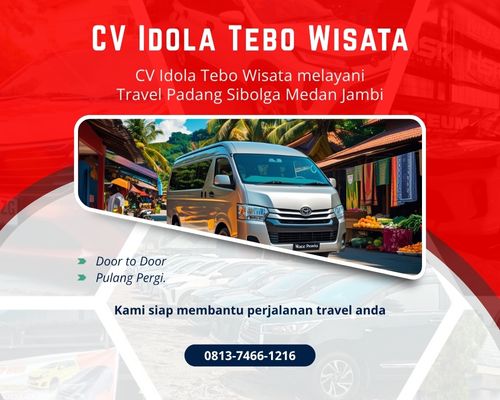 CV Idola Tebo Wisata
CV Idola Tebo Wisata melayani
Travel Padang Sibolga Medan Jambi
Door to Door
Pulang Pergi.
Kami siap membantu perjalanan travel anda
0813-7466-1216